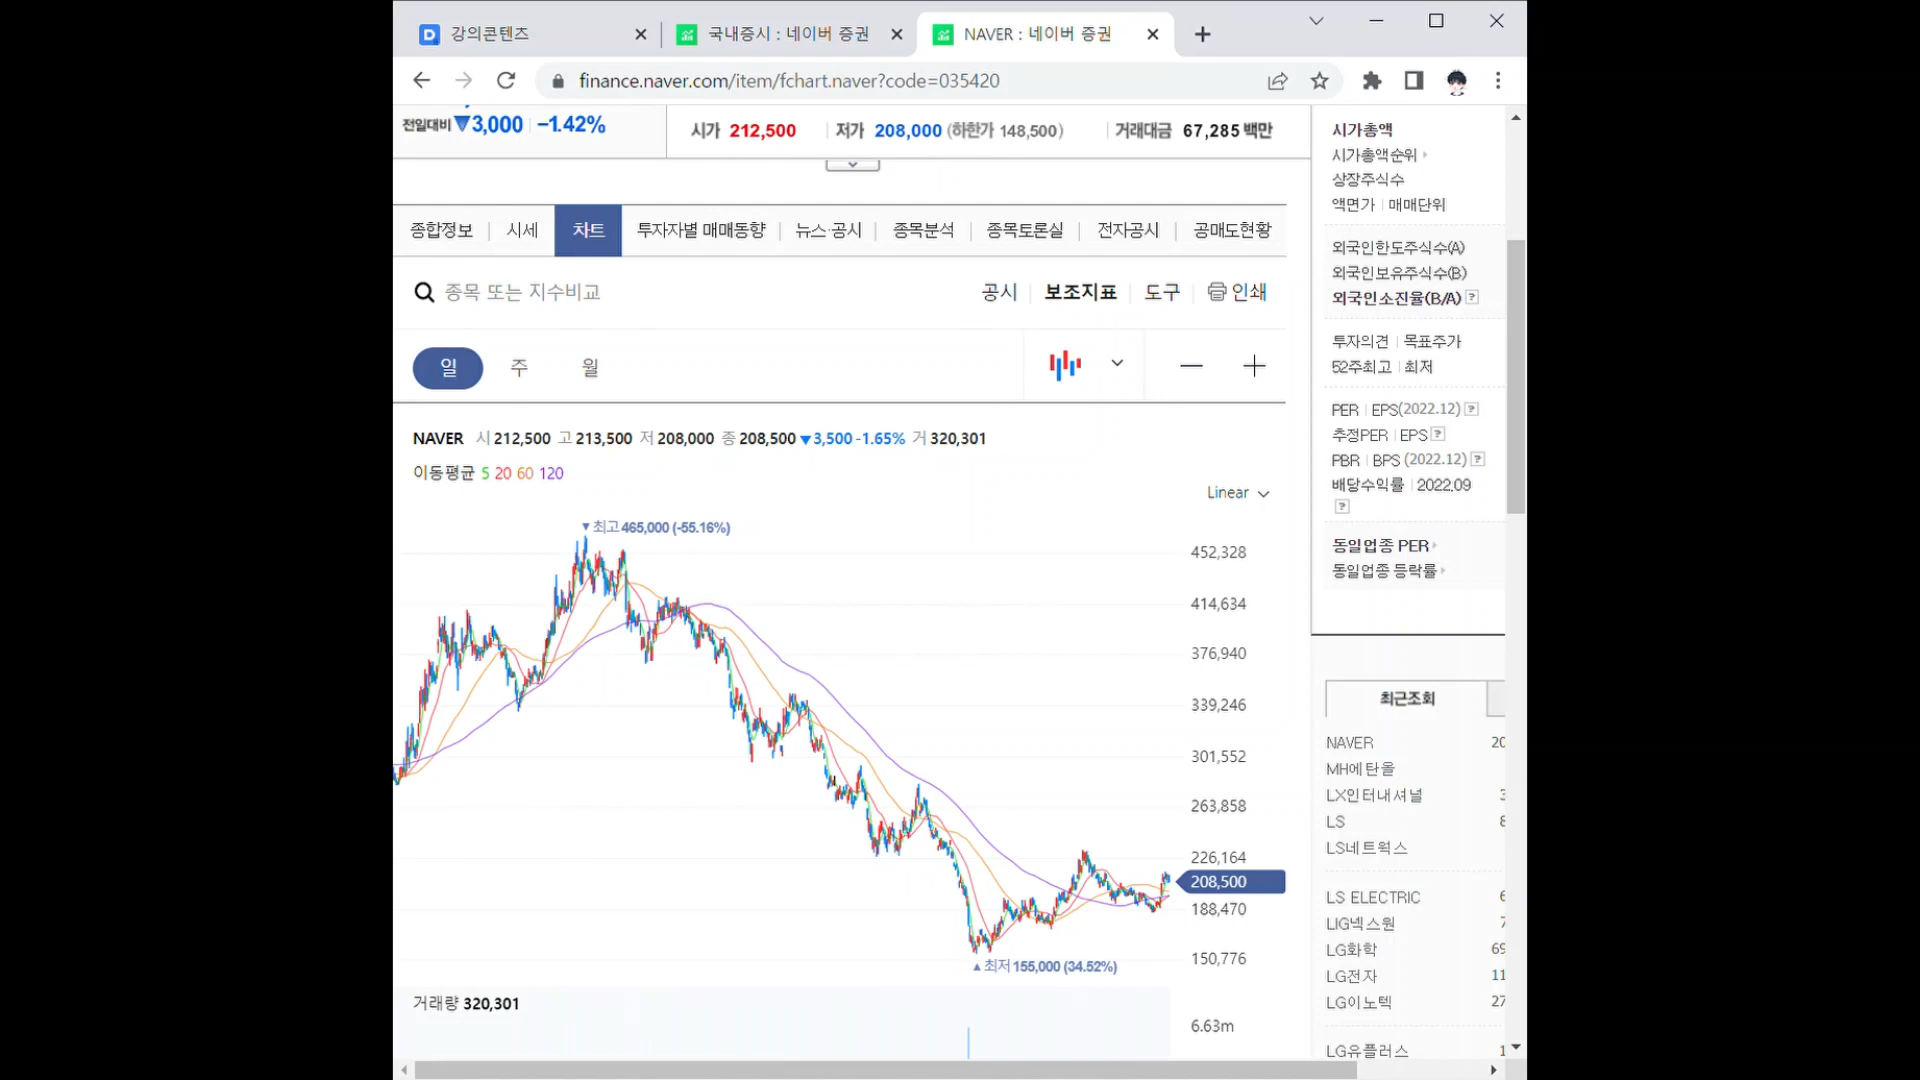 강의콘텐츠
국내증시 : 네이버 증권
NAVER : 네이버 증권
finance.naver.com/item/fchart.naver?code=035420
전일대비 ▼3,000 −1.42%
시가 212,500
저가 208,000 (하한가 148,500)
거래대금 67,285 백만
종합정보
시세
차트
투자자별 매매동향
뉴스·공시
종목분석
종목토론실
전자공시
공매도현황
종목 또는 지수비교
공시
보조지표
도구
인쇄
일
주
월
NAVER 시 212,500 고 213,500 저 208,000 종 208,500 ▼3,500 -1.65% 거 320,301
이동평균 5 20 60 120
Linear
▼최고 465,000 (-55.16%)
452,328
414,634
376,940
339,246
301,552
263,858
226,164
208,500
188,470
150,776
▲최저 155,000 (34.52%)
거래량 320,301
6.63m
시가총액
시가총액순위
상장주식수
액면가 | 매매단위
외국인한도주식수(A)
외국인보유주식수(B)
외국인소진율(B/A) ?
투자의견 | 목표주가
52주최고 | 최저
PER | EPS(2022.12) ?
추정PER | EPS ?
PBR | BPS (2022.12) ?
배당수익률 | 2022.09
?
동일업종 PER
동일업종 등락률
최근조회
NAVER 20
MH에탄올
LX인터내셔널 3
LS 8
LS네트웍스
LS ELECTRIC 6
LIG넥스원 7
LG화학 69
LG전자 11
LG이노텍 27
LG유플러스 1